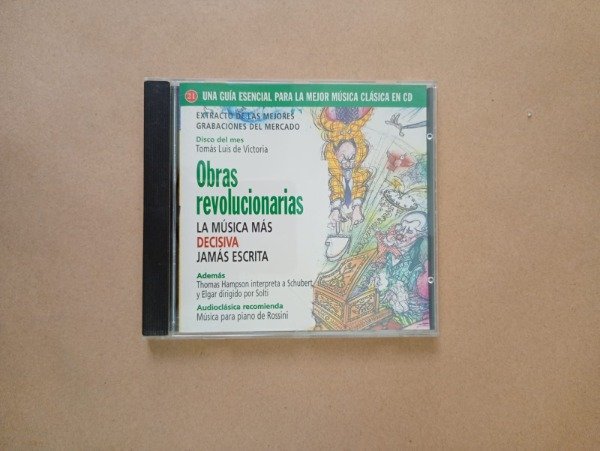 21 UNA GUÍA ESENCIAL PARA LA MEJOR MÚSICA CLÁSICA EN CD
EXTRACTO DE LAS MEJORES
GRABACIONES DEL MERCADO
Disco del mes
Tomás Luis de Victoria
Obras
revolucionarias
LA MÚSICA MÁS
DECISIVA
JAMÁS ESCRITA
Además
Thomas Hampson interpreta a Schubert
y Elgar dirigido por Solti
Audioclásica recomienda
Música para piano de Rossini